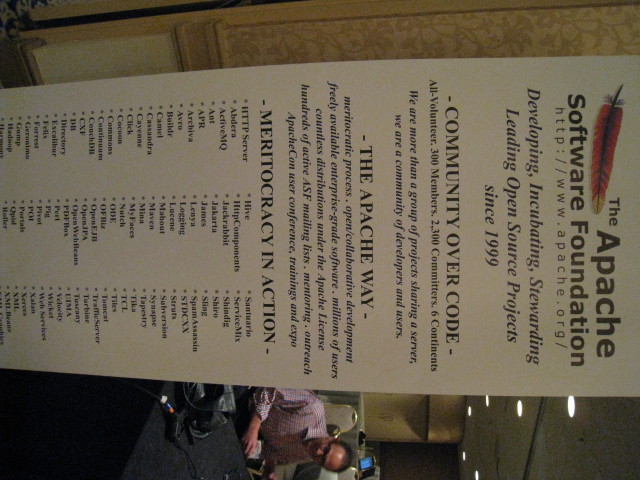 The Apache
Software Foundation
http://www.apache.org/
Developing, Incubating, Stewarding
Leading Open Source Projects
since 1999
- COMMUNITY OVER CODE -
All-Volunteer. 300 Members. 2,300 Committers. 6 Continents
We are more than a group of projects sharing a server,
we are a community of developers and users.
- THE APACHE WAY -
meritocratic process . open/collaborative development
freely available enterprise-grade software . millions of users
countless distributions under the Apache License
hundreds of active ASF mailing lists . mentoring . outreach
ApacheCon user conference, trainings and expo
- MERITOCRACY IN ACTION -
* HTTP Server
* Abdera
* ActiveMQ
* Ant
* APR
* Archiva
* Avro
* Buildr
* Camel
* Cassandra
* Cayenne
* Click
* Cocoon
* Commons
* Continuum
* CouchDB
* CXF
* DB
* Directory
* Excalibur
* Felix
* Forrest
* Geronimo
* Gump
* Hadoop
* Harmony
* Hive
* HttpComponents
* Jackrabbit
* Jakarta
* James
* Lenya
* Logging
* Lucene
* Mahout
* Maven
* Mina
* MyFaces
* Nutch
* ODE
* OFBiz
* OpenEJB
* OpenJPA
* OpenWebBeans
* PDFBox
* Perl
* Pig
* Pivot
* POI
* Portals
* Qpid
* Roller
* Santuario
* ServiceMix
* Shindig
* Shiro
* Sling
* SpamAssassin
* STDCXX
* Struts
* Subversion
* Synapse
* Tapestry
* Tika
* TCL
* Tiles
* Tomcat
* TrafficServer
* Turbine
* Tuscany
* UIMA
* Velocity
* Wicket
* Web Services
* Xalan
* Xerces
* XML
* XMLBeans